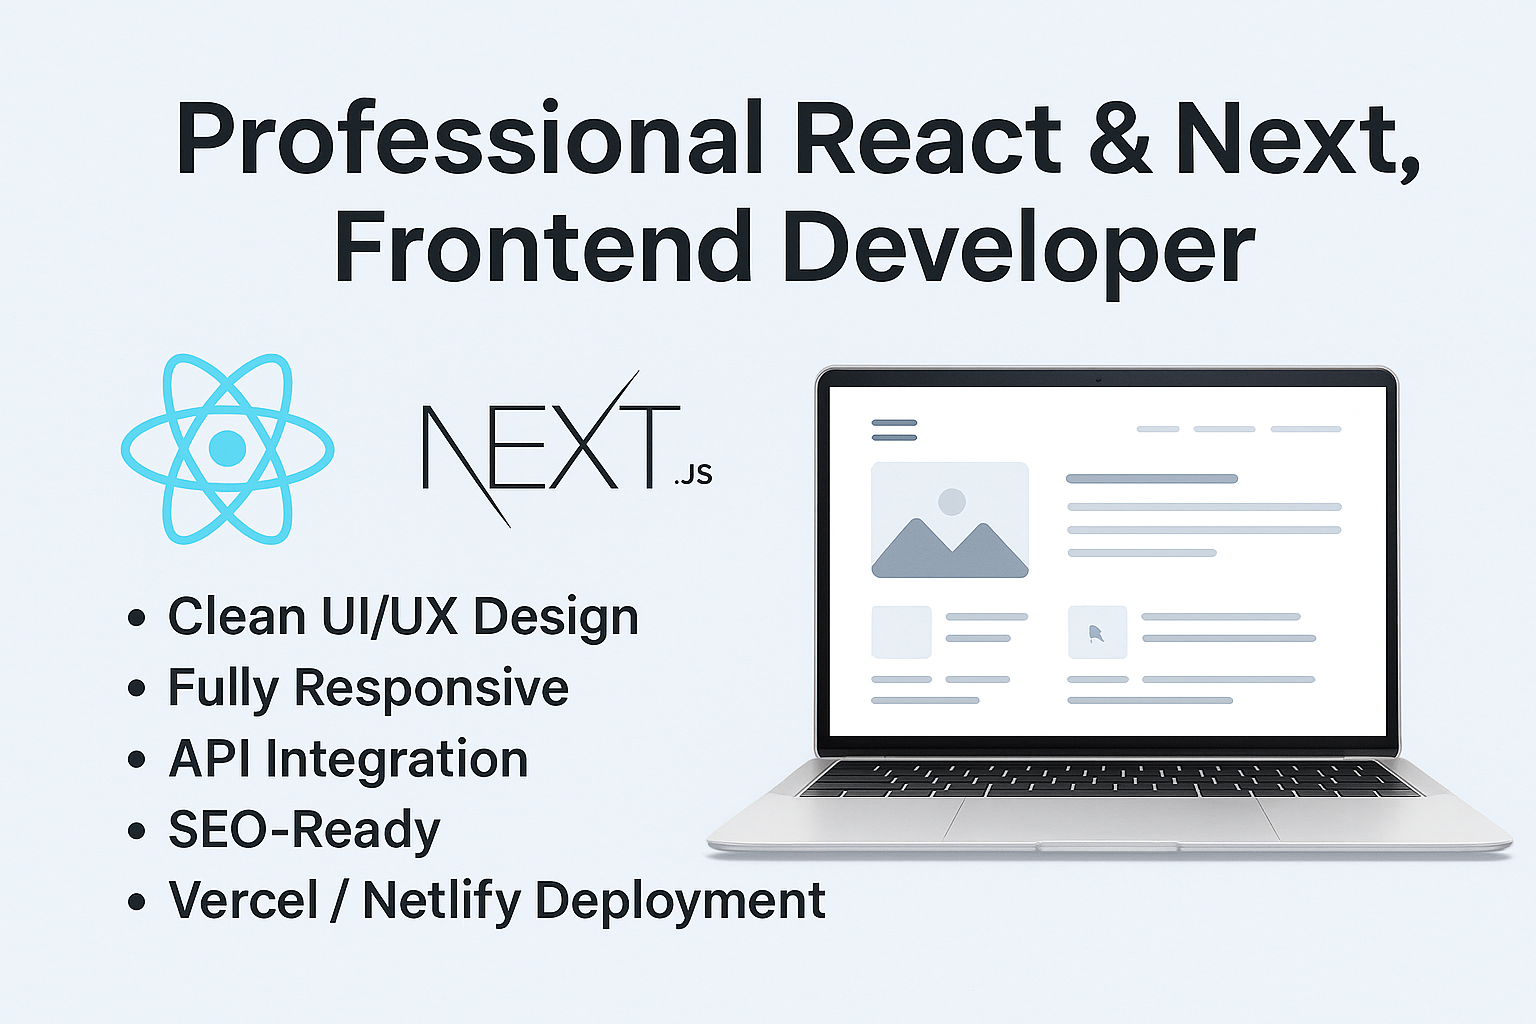 Professional React & Next,
Frontend Developer
NEXT.JS
• Clean UI/UX Design
• Fully Responsive
• API Integration
• SEO-Ready
• Vercel / Netlify Deployment